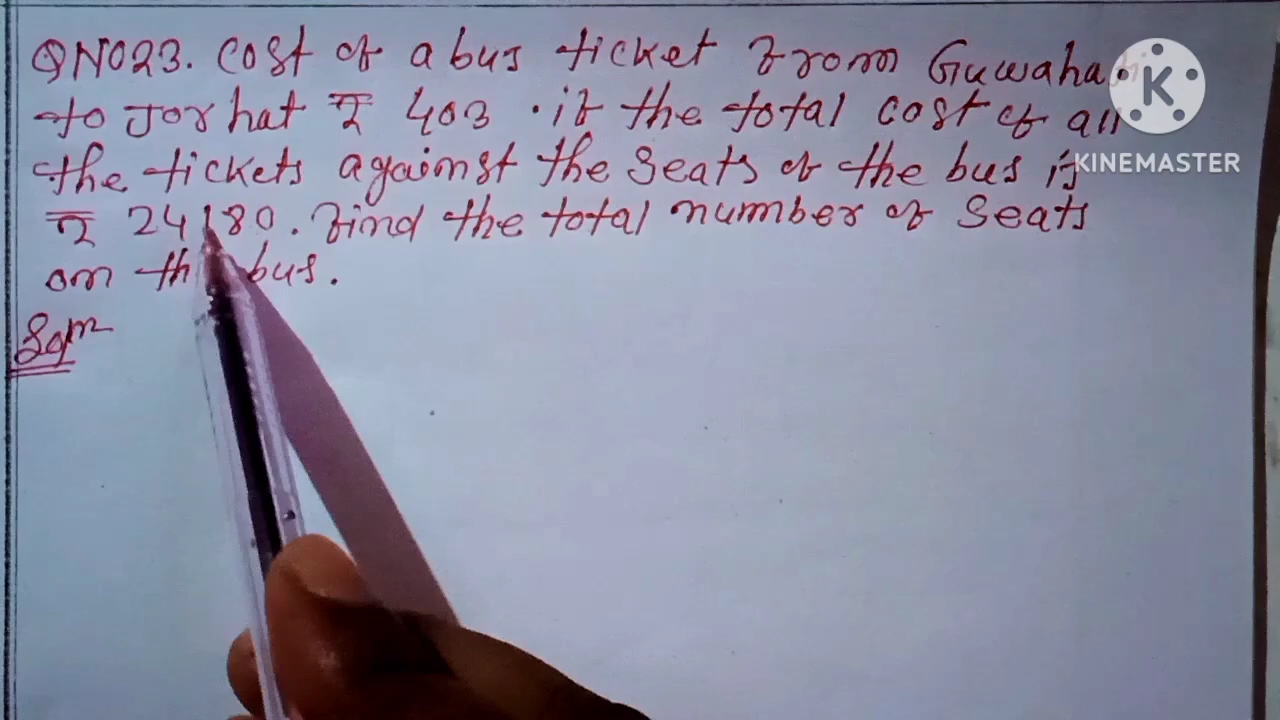 QNO23. Cost of a bus ticket from Guwaha
to Jorhat ₹ 403 . if the total cost of all
the tickets against the seats of the bus is
₹ 24180. find the total number of seats
on the bus.
Solⁿ
K
KINEMASTER